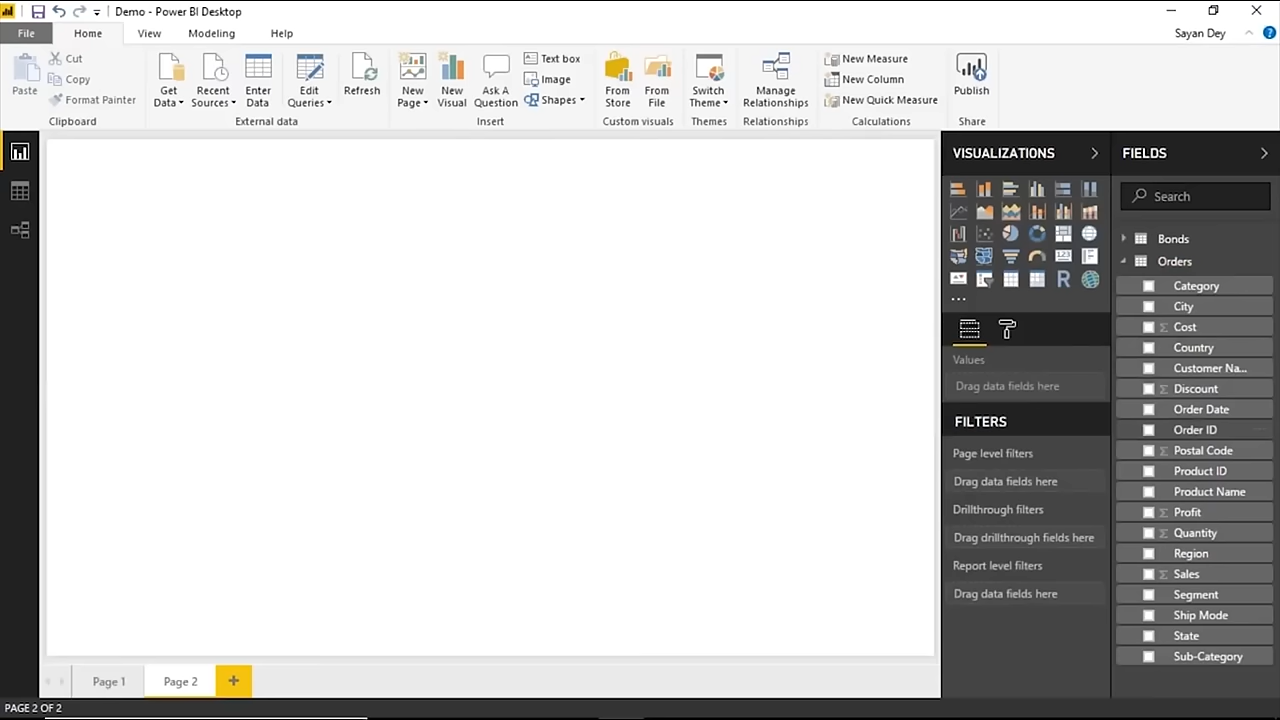 Demo - Power BI Desktop
File Home View Modeling Help
Sayan Dey
Paste
Cut
Copy
Format Painter
Clipboard
Get Data
Recent Sources
Enter Data
Edit Queries
Refresh
External data
New Page
New Visual
Ask A Question
Text box
Image
Shapes
Insert
From Store
From File
Custom visuals
Switch Theme
Themes
Manage Relationships
Relationships
New Measure
New Column
New Quick Measure
Calculations
Publish
Share
VISUALIZATIONS
R
123
Values
Drag data fields here
FILTERS
Page level filters
Drag data fields here
Drillthrough filters
Drag drillthrough fields here
Report level filters
Drag data fields here
FIELDS
Search
Bonds
Orders
Category
City
Σ Cost
Country
Customer Na...
Σ Discount
Order Date
Order ID
Σ Postal Code
Product ID
Product Name
Σ Profit
Σ Quantity
Region
Σ Sales
Segment
Ship Mode
State
Sub-Category
Page 1
Page 2
+
PAGE 2 OF 2